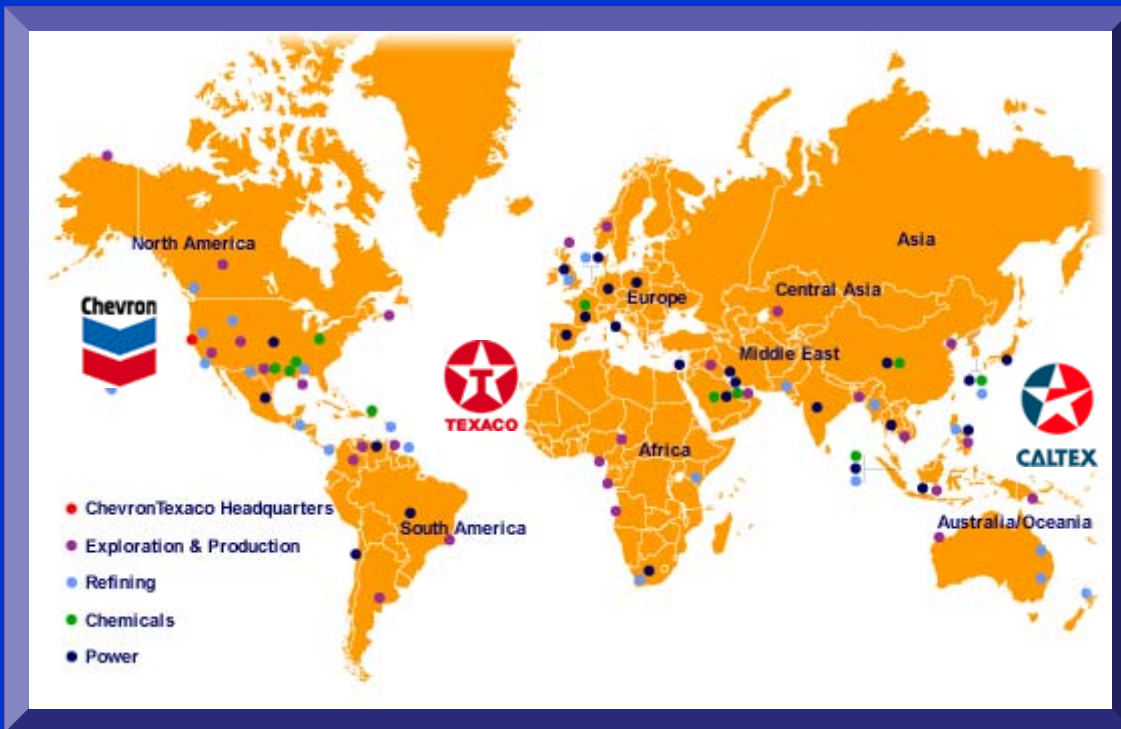 North America
Asia
Central Asia
Europe
Chevron
Middle East
T
TEXACO
CALTEX
Africa
ChevronTexaco Headquarters
South America
Australia/Oceania
Exploration & Production
Refining
Chemicals
Power